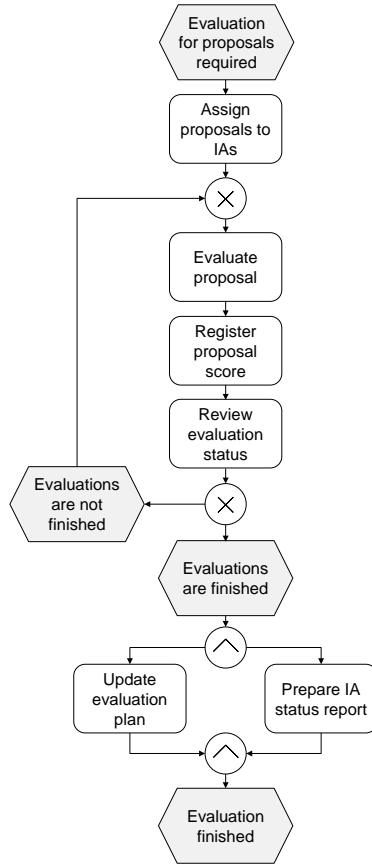 Evaluation
for proposals
required
Assign
proposals to
IAs
Evaluate
proposal
Register
proposal
score
Review
evaluation
status
Evaluations
are not
finished
Evaluations
are finished
Update
evaluation
plan
Prepare IA
status report
Evaluation
finished